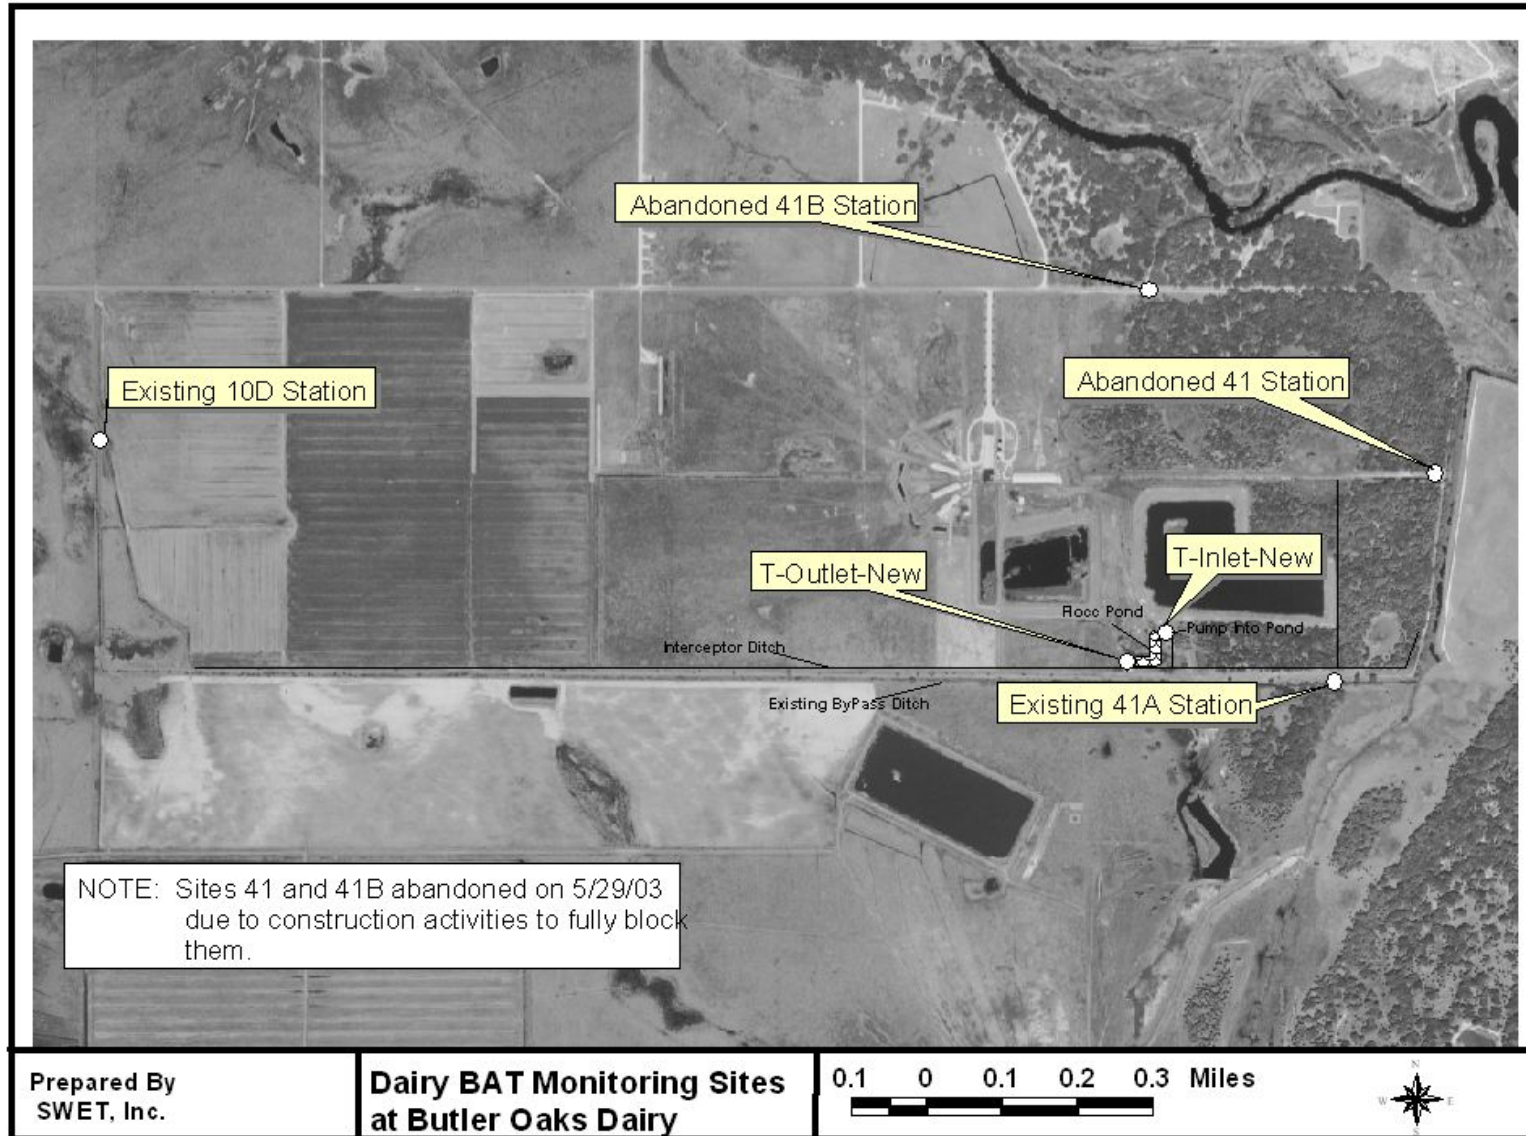 Abandoned 41B Station
Existing 10D Station
Abandoned 41 Station
T-Outlet-New
T-Inlet-New
Flocc Pond
Pump Into Pond
Interceptor Ditch
Existing ByPass Ditch
Existing 41A Station
NOTE: Sites 41 and 41B abandoned on 5/29/03
due to construction activities to fully block
them.
Prepared By
SWET, Inc.
Dairy BAT Monitoring Sites
at Butler Oaks Dairy
0.1 0 0.1 0.2 0.3 Miles
N
W E
S